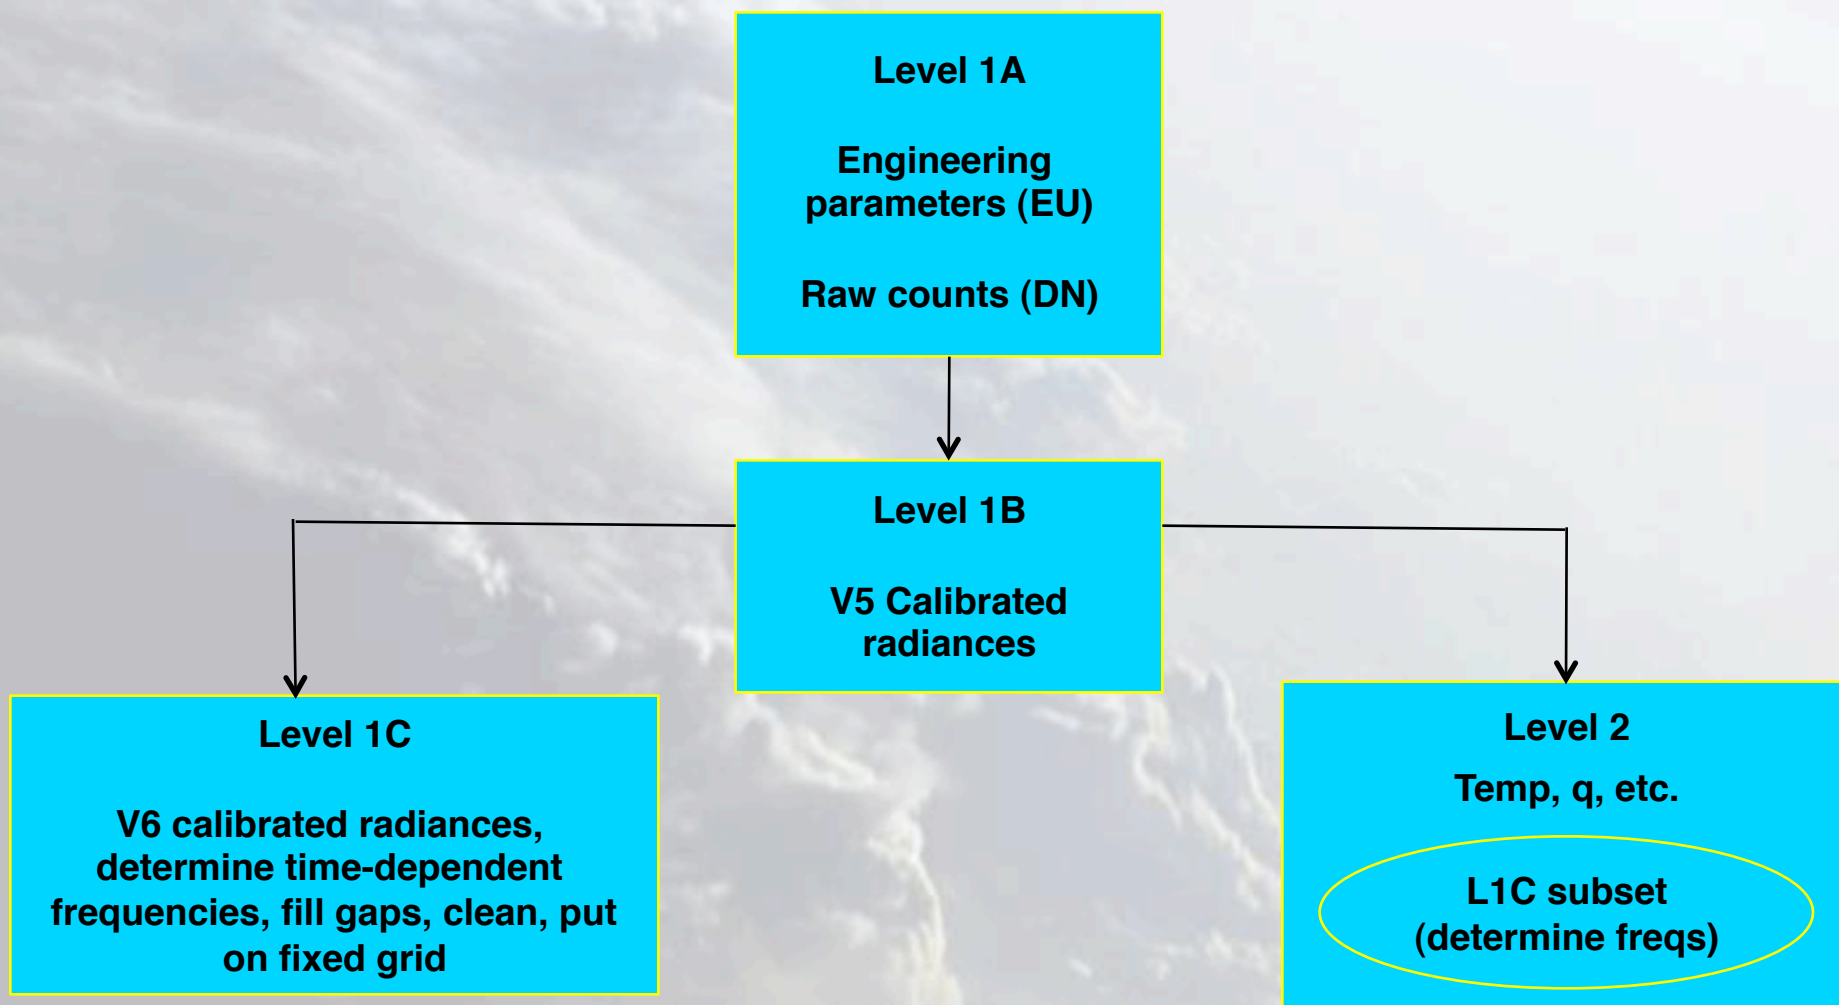 Level 1A
Engineering
parameters (EU)
Raw counts (DN)
Level 1B
V5 Calibrated
radiances
Level 1C
V6 calibrated radiances,
determine time-dependent
frequencies, fill gaps, clean, put
on fixed grid
Level 2
Temp, q, etc.
L1C subset
(determine freqs)